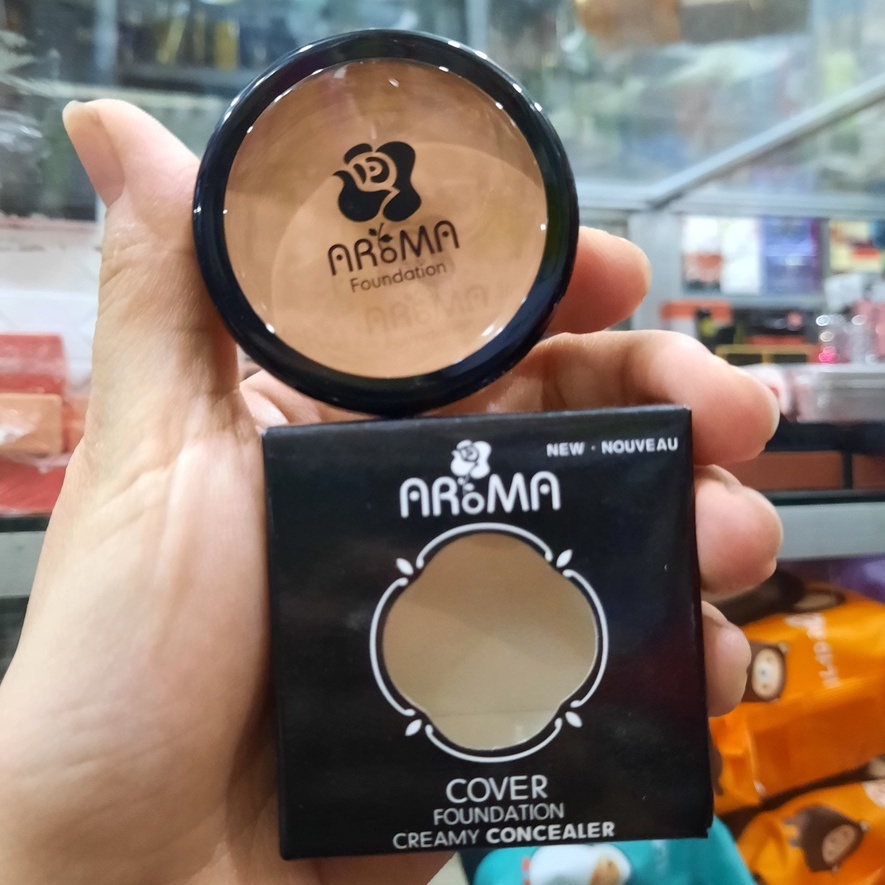 AROMA
Foundation
AROMA
NEW · NOUVEAU
AROMA
COVER
FOUNDATION
CREAMY CONCEALER